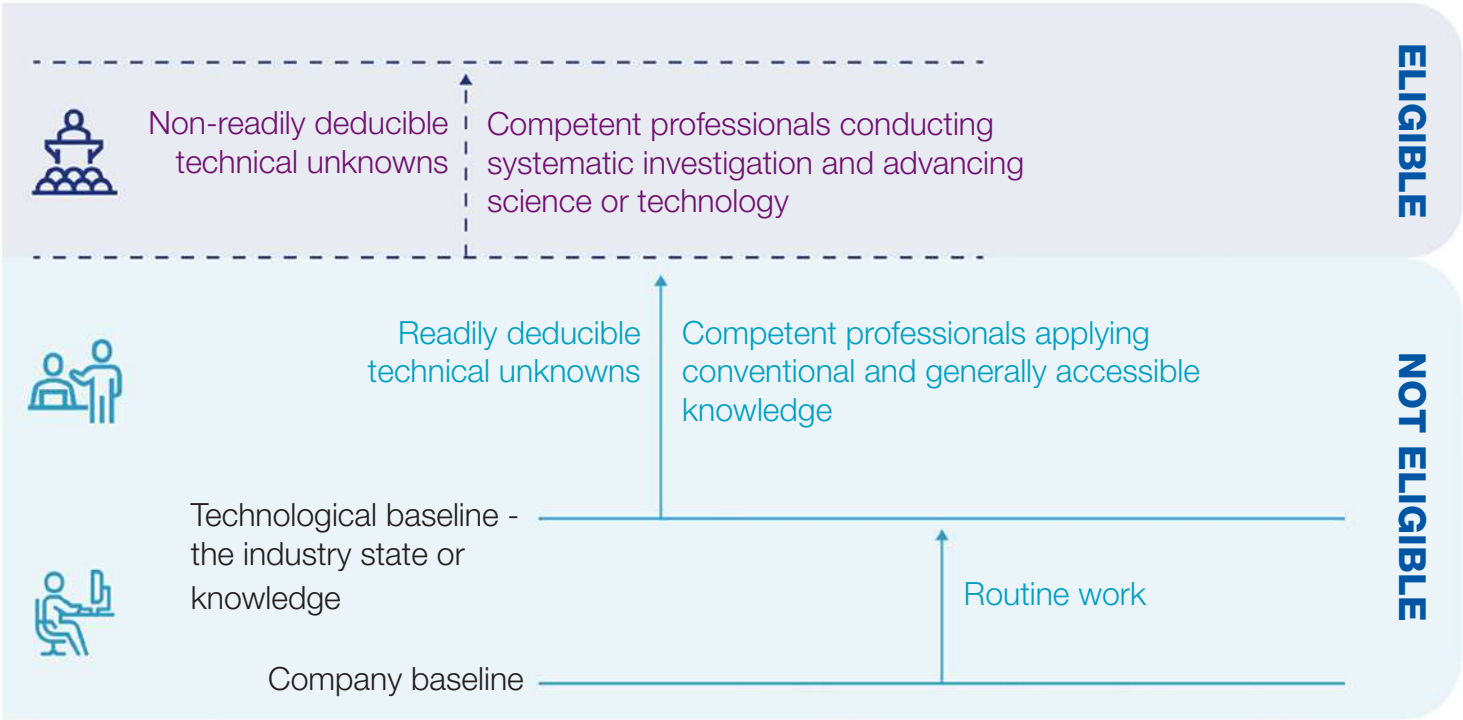 ELIGIBLE
Non-readily deducible
technical unknowns
Competent professionals conducting
systematic investigation and advancing
science or technology
NOT ELIGIBLE
Readily deducible
technical unknowns
Competent professionals applying
conventional and generally accessible
knowledge
Technological baseline -
the industry state or
knowledge
Routine work
Company baseline